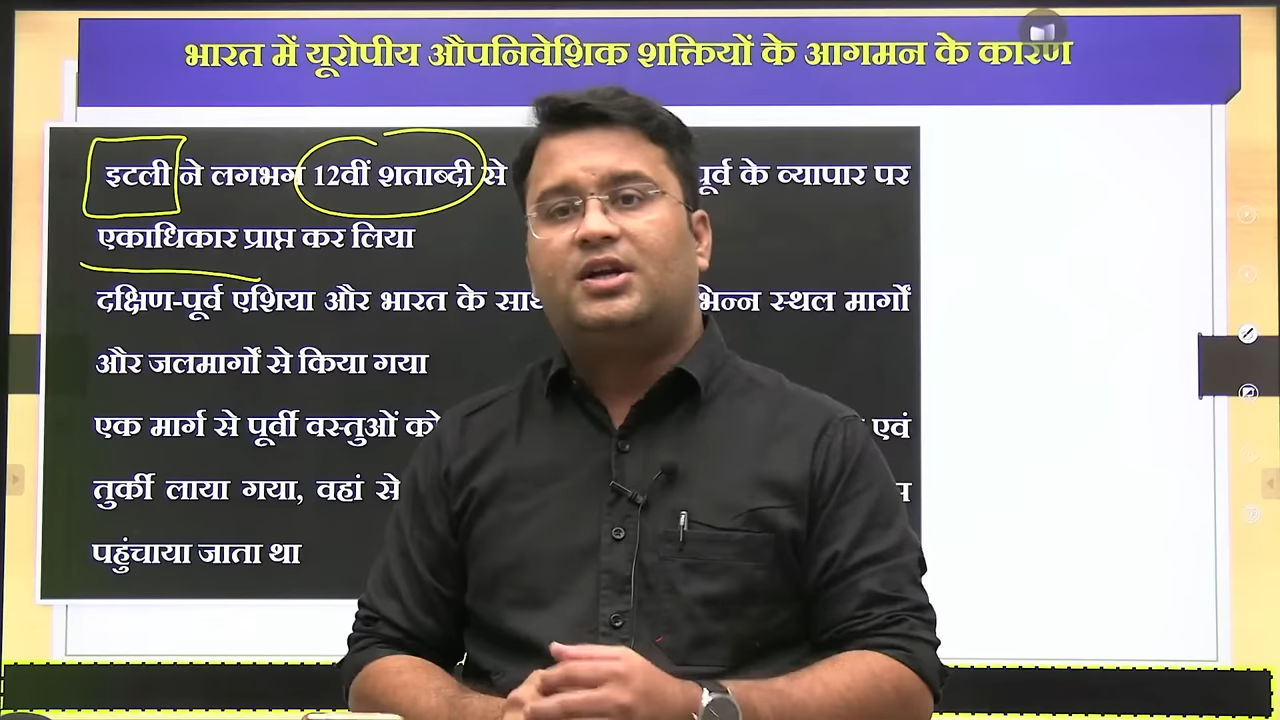 भारत में यूरोपीय औपनिवेशिक शक्तियों के आगमन के कारण
इटली ने लगभग 12वीं शताब्दी से के व्यापार पर
एकाधिकार प्राप्त कर लिया
दक्षिण-पूर्व एशिया और भारत के स्थल मार्गों
और जलमार्गों से किया गया
एक मार्ग से पूर्वी वस्तुओं को एवं
तुर्की लाया गया, वहां से
पहुंचाया जाता था